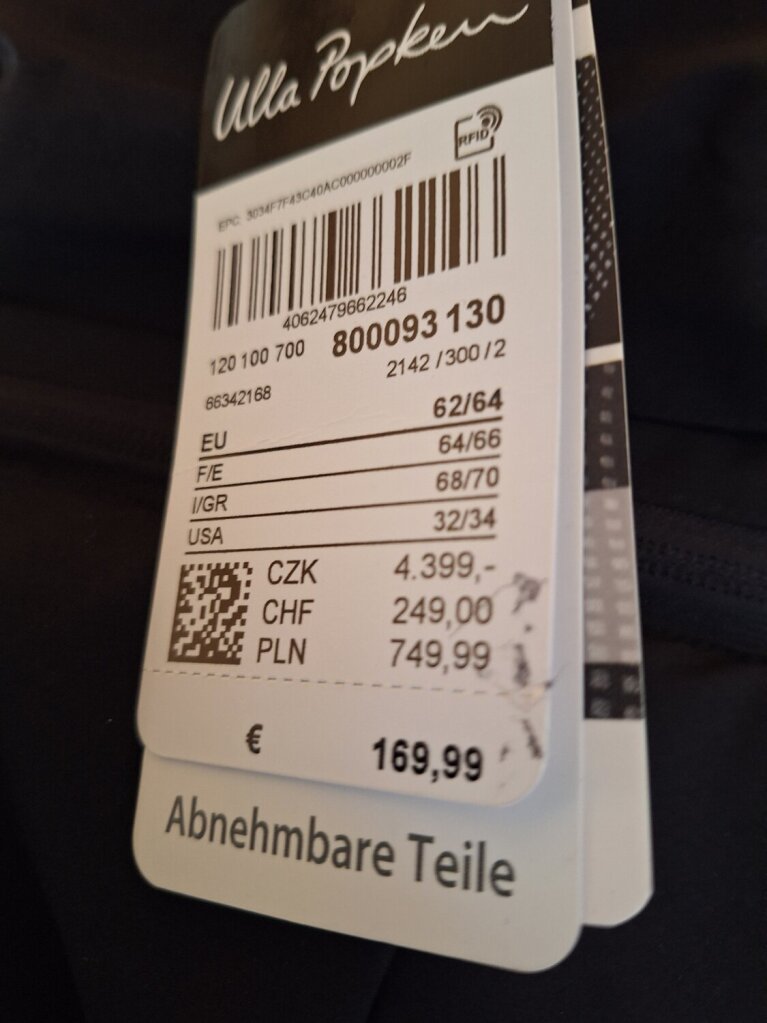 Ulla Popken
RFID
EPC: 3034F7F43C40AC000000002F
4062479662246
120 100 700 800093 130
66342168 2142 / 300 / 2
EU 62/64
F/E 64/66
I/GR 68/70
USA 32/34
CZK 4.399,-
CHF 249,00
PLN 749,99
€ 169,99
Abnehmbare Teile